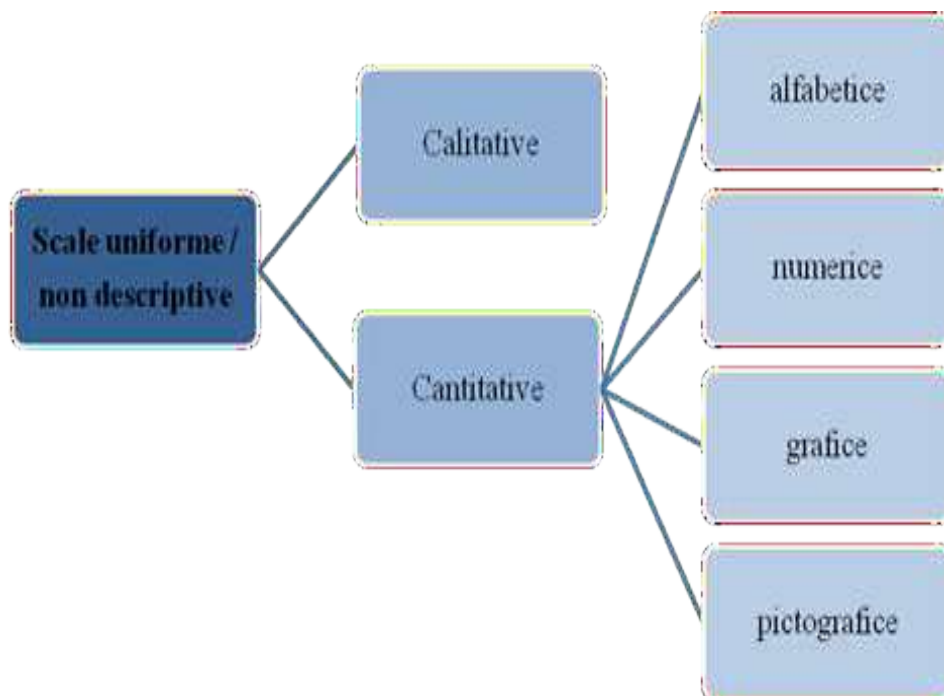 Scale uniforme /
non descriptive
Calitative
Cantitative
alfabetice
numerice
grafice
pictografice